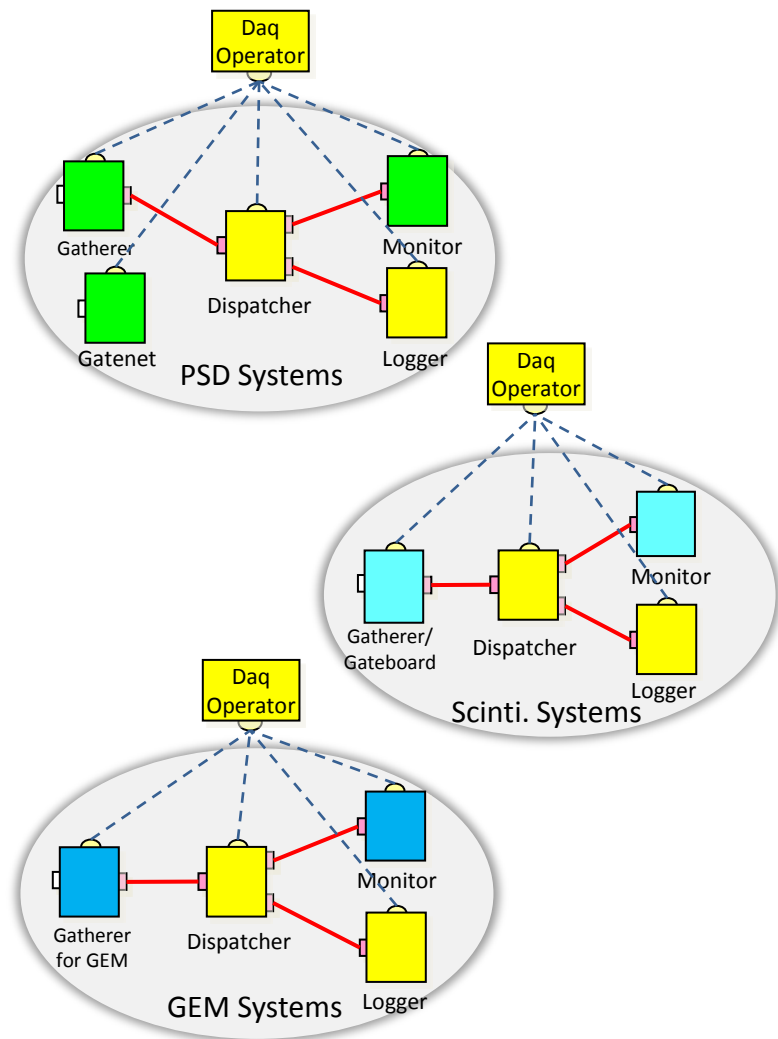 Daq
Operator
Gatherer
Monitor
Dispatcher
Gatenet
Logger
PSD Systems
Daq
Operator
Monitor
Gatherer/
Gateboard
Dispatcher
Logger
Scinti. Systems
Daq
Operator
Monitor
Gatherer
for GEM
Dispatcher
Logger
GEM Systems